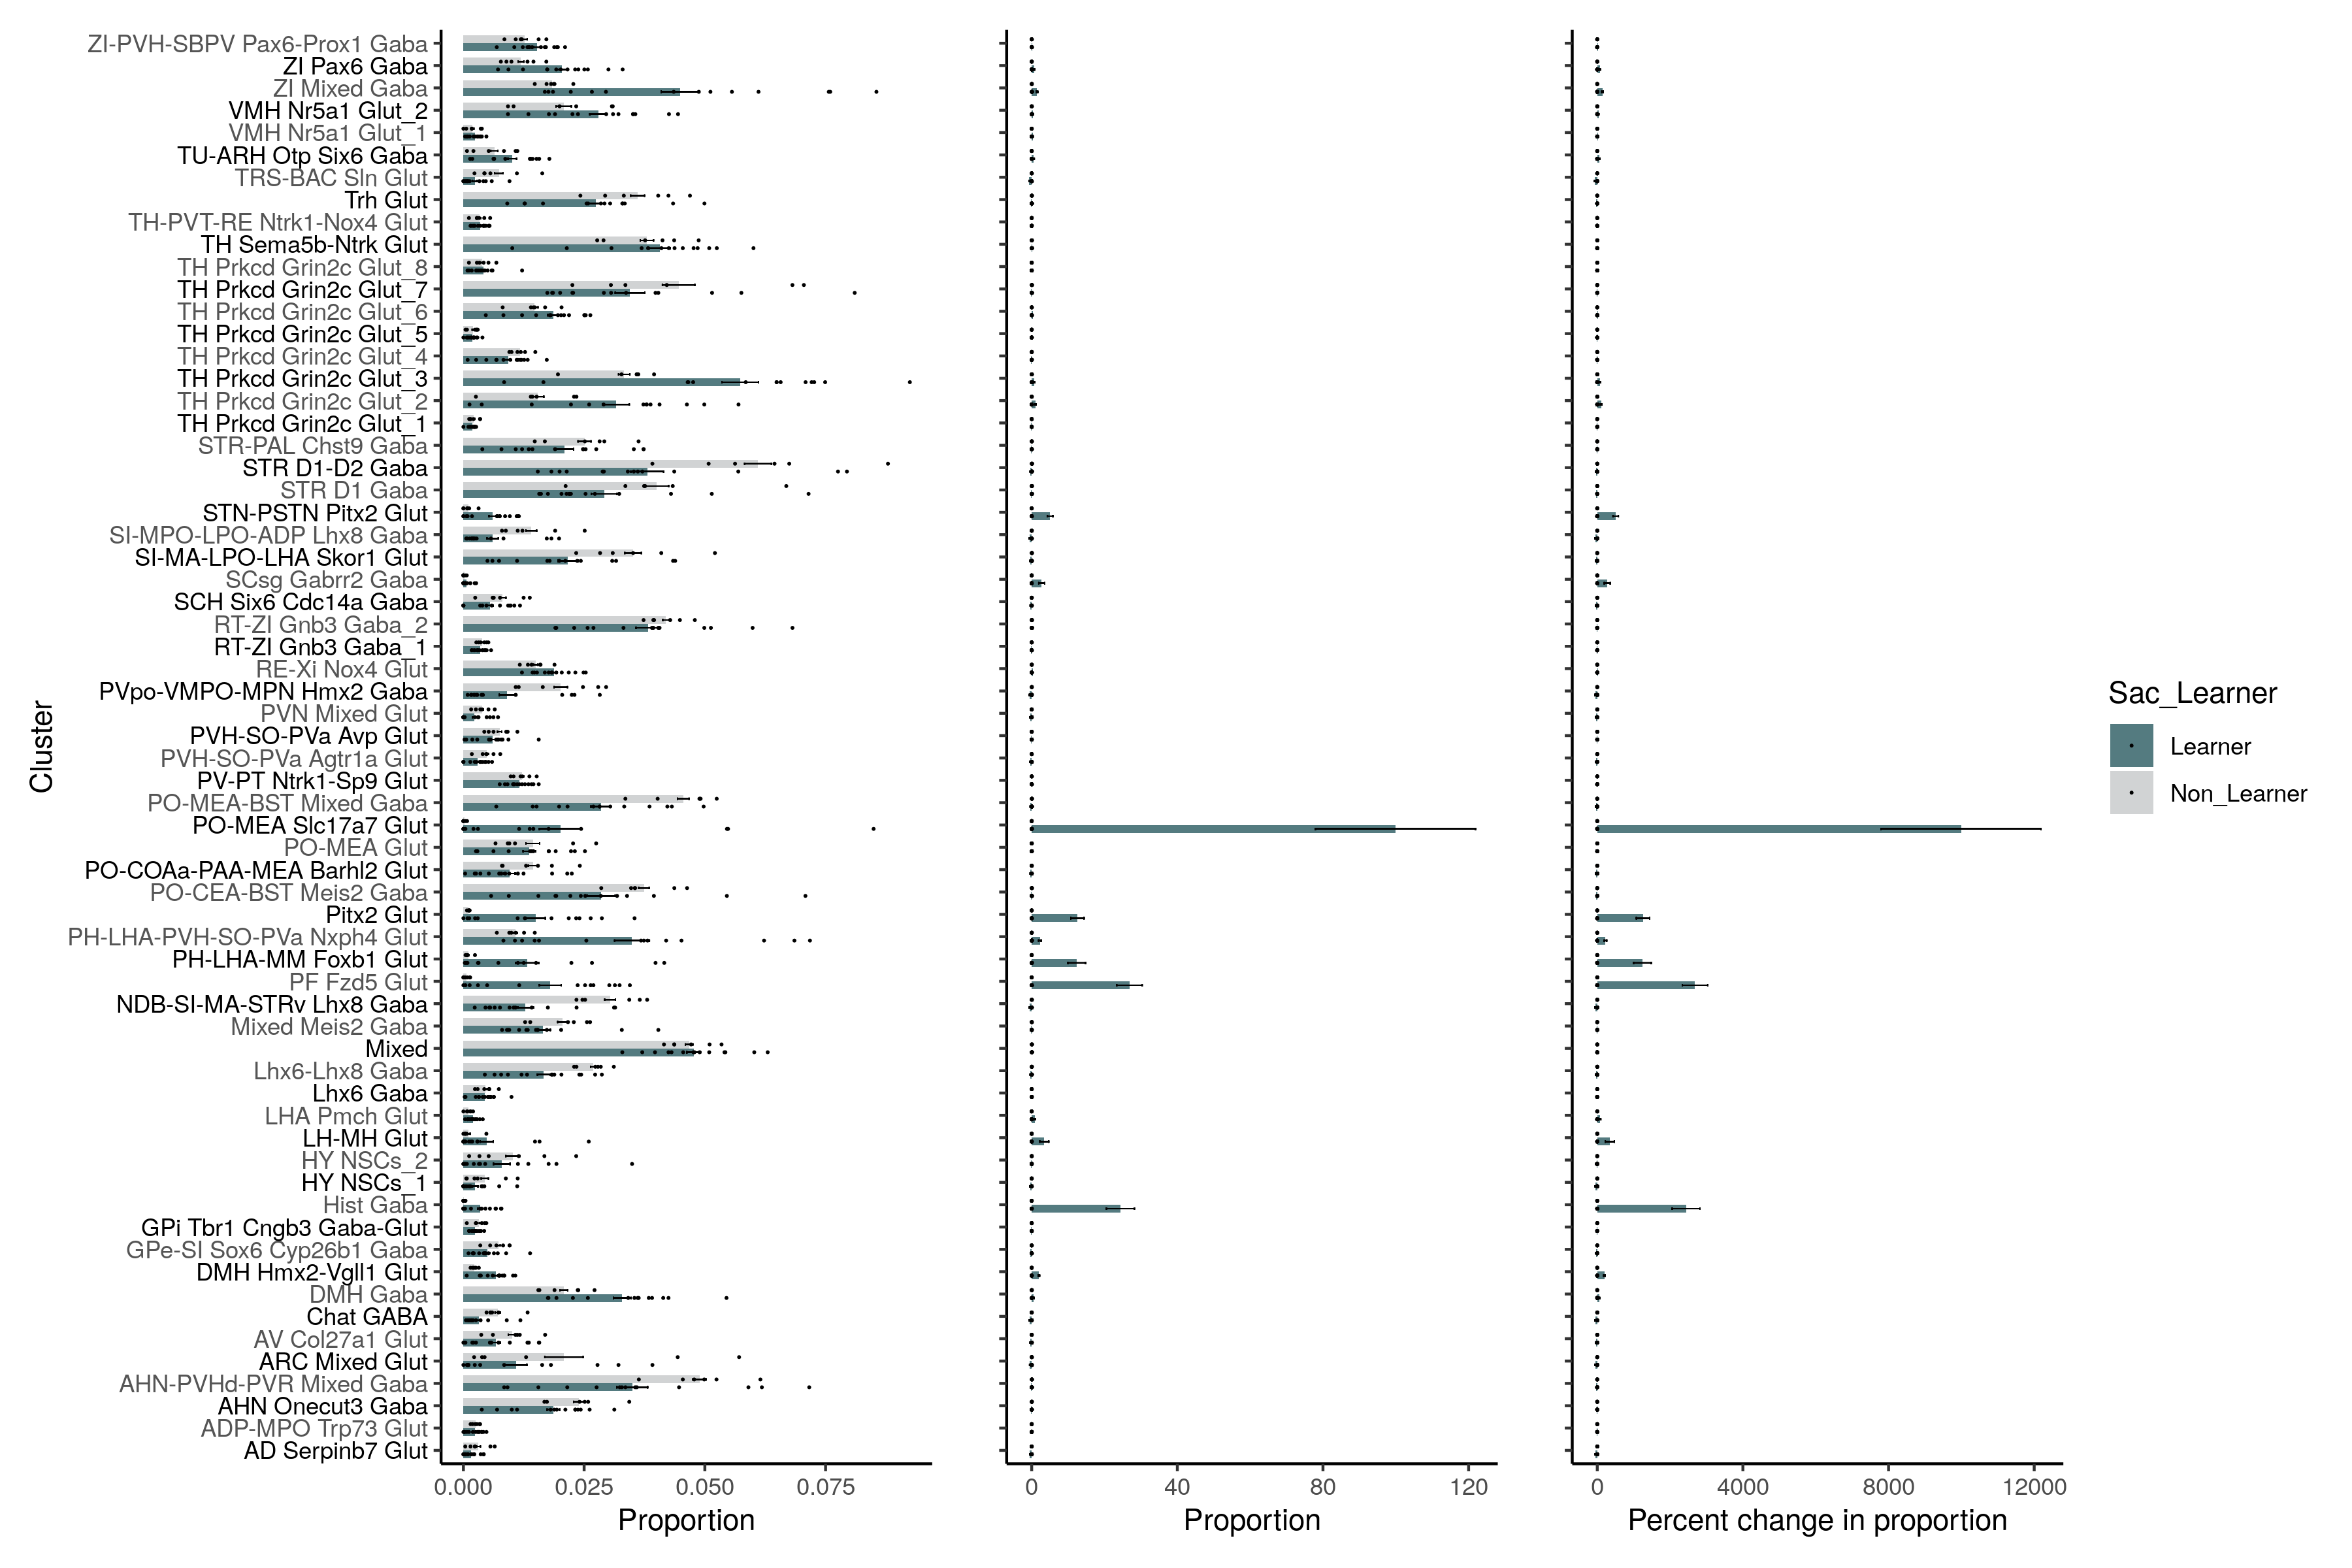 ZI-PVH-SBPV Pax6-Prox1 Gaba
ZI Pax6 Gaba
ZI Mixed Gaba
VMH Nr5a1 Glut_2
VMH Nr5a1 Glut_1
TU-ARH Otp Six6 Gaba
TRS-BAC Sln Glut
Trh Glut
TH-PVT-RE Ntrk1-Nox4 Glut
TH Sema5b-Ntrk Glut
TH Prkcd Grin2c Glut_8
TH Prkcd Grin2c Glut_7
TH Prkcd Grin2c Glut_6
TH Prkcd Grin2c Glut_5
TH Prkcd Grin2c Glut_4
TH Prkcd Grin2c Glut_3
TH Prkcd Grin2c Glut_2
TH Prkcd Grin2c Glut_1
STR-PAL Chst9 Gaba
STR D1-D2 Gaba
STR D1 Gaba
STN-PSTN Pitx2 Glut
SI-MPO-LPO-ADP Lhx8 Gaba
SI-MA-LPO-LHA Skor1 Glut
SCsg Gabrr2 Gaba
SCH Six6 Cdc14a Gaba
RT-ZI Gnb3 Gaba_2
RT-ZI Gnb3 Gaba_1
RE-Xi Nox4 Glut
PVpo-VMPO-MPN Hmx2 Gaba
PVN Mixed Glut
PVH-SO-PVa Avp Glut
PVH-SO-PVa Agtr1a Glut
PV-PT Ntrk1-Sp9 Glut
PO-MEA-BST Mixed Gaba
PO-MEA Slc17a7 Glut
PO-MEA Glut
PO-COAa-PAA-MEA Barhl2 Glut
PO-CEA-BST Meis2 Gaba
Pitx2 Glut
PH-LHA-PVH-SO-PVa Nxph4 Glut
PH-LHA-MM Foxb1 Glut
PF Fzd5 Glut
NDB-SI-MA-STRv Lhx8 Gaba
Mixed Meis2 Gaba
Mixed
Lhx6-Lhx8 Gaba
Lhx6 Gaba
LHA Pmch Glut
LH-MH Glut
HY NSCs_2
HY NSCs_1
Hist Gaba
GPi Tbr1 Cngb3 Gaba-Glut
GPe-SI Sox6 Cyp26b1 Gaba
DMH Hmx2-Vgll1 Glut
DMH Gaba
Chat GABA
AV Col27a1 Glut
ARC Mixed Glut
AHN-PVHd-PVR Mixed Gaba
AHN Onecut3 Gaba
ADP-MPO Trp73 Glut
AD Serpinb7 Glut
Cluster
0.000 0.025 0.050 0.075
Proportion
0 40 80 120
Proportion
0 4000 8000 12000
Percent change in proportion
Sac_Learner
Learner
Non_Learner